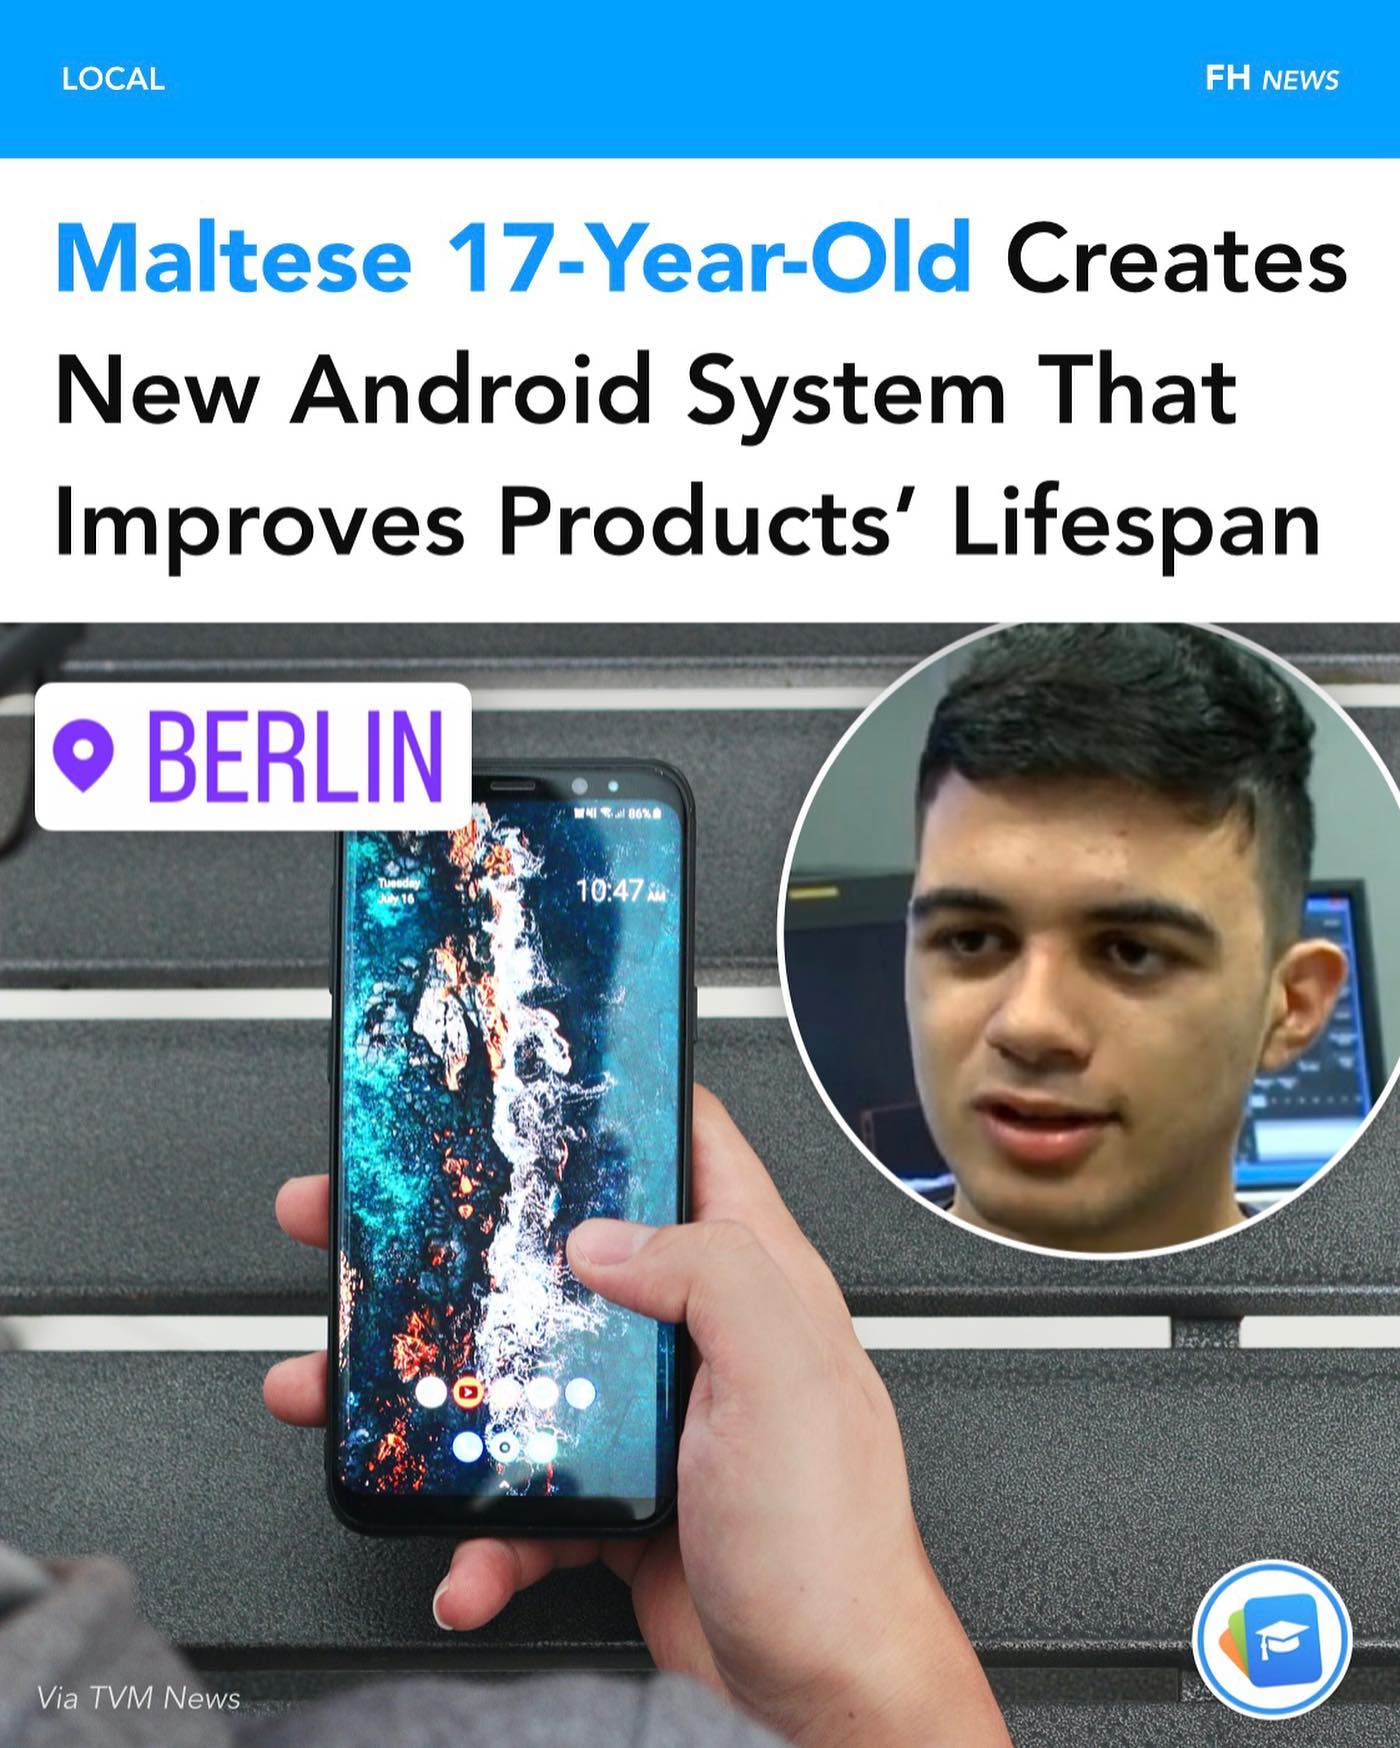 LOCAL
FH NEWS
Maltese 17-Year-Old Creates
New Android System That
Improves Products’ Lifespan
BERLIN
86%
Tuesday
July 16
10:47 AM
Via TVM News